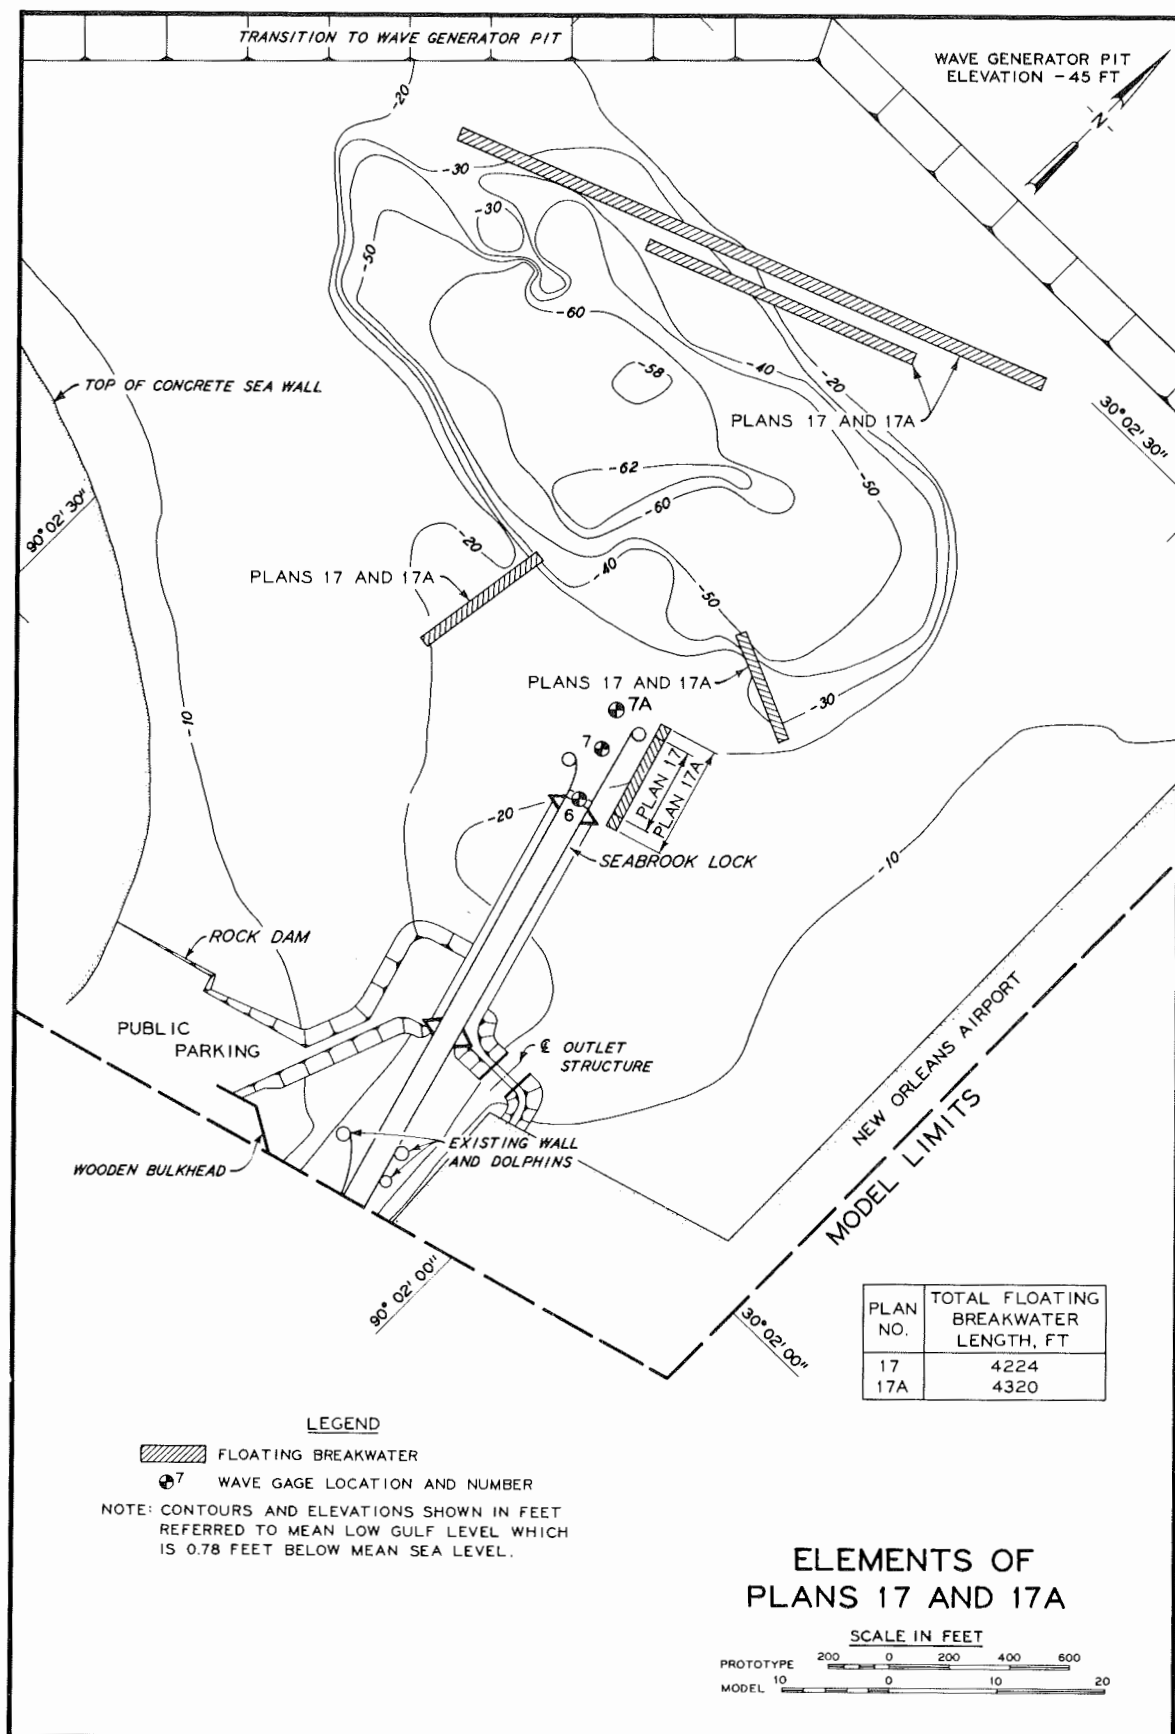 TRANSITION TO WAVE GENERATOR PIT
WAVE GENERATOR PIT
ELEVATION -45 FT
-N-
-20
-30
-30
-50
-60
-58
-40
-20
TOP OF CONCRETE SEA WALL
PLANS 17 AND 17A
30° 02' 30"
-62
-50
-60
90° 02' 30"
-20
-40
PLANS 17 AND 17A
-50
PLANS 17 AND 17A
-30
7A
-10
7
PLAN 17
PLAN 17A
6
-20
SEABROOK LOCK
-10
ROCK DAM
PUBLIC
PARKING
℄ OUTLET
STRUCTURE
NEW ORLEANS AIRPORT
MODEL LIMITS
EXISTING WALL
AND DOLPHINS
WOODEN BULKHEAD
90° 02' 00"
30° 02' 00"
PLAN NO. TOTAL FLOATING BREAKWATER LENGTH, FT
17 4224
17A 4320
LEGEND
FLOATING BREAKWATER
7 WAVE GAGE LOCATION AND NUMBER
NOTE: CONTOURS AND ELEVATIONS SHOWN IN FEET
REFERRED TO MEAN LOW GULF LEVEL WHICH
IS 0.78 FEET BELOW MEAN SEA LEVEL.
ELEMENTS OF
PLANS 17 AND 17A
SCALE IN FEET
PROTOTYPE 200 0 200 400 600
MODEL 10 0 10 20